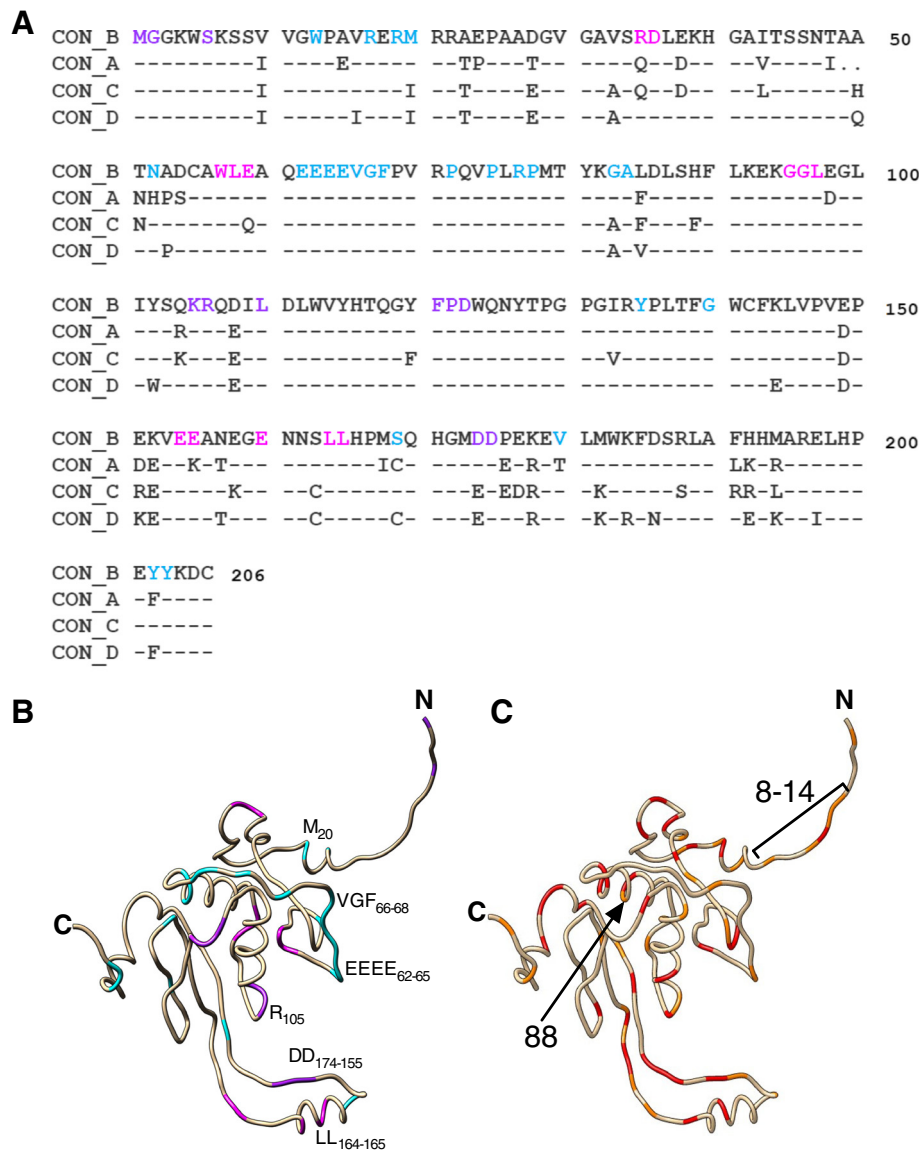 A
CON_B MGGKWSKSSV VGWPAVRERM RRAEPAADGV GAVSRDLEKH GAITSSNTAA 50
CON_A ---------I ----E----- --TP---T-- ----Q--D-- --V----I..
CON_C ---------I ---------I --T----E-- --A-Q--D-- --L------H
CON_D ---------I -----I---I --T----E-- --A------- ---------Q
CON_B TNADCAWLEA QEEEEVGFPV RPQVPLRPMT YKGALDLSHF LKEKGGLEGL 100
CON_A NHPS------ ---------- ---------- ----F----- -------D--
CON_C N-------Q- ---------- ---------- --A-F---F- ----------
CON_D --P------- ---------- ---------- --A-V----- ----------
CON_B IYSQKRQDIL DLWVYHTQGY FPDWQNYTPG PGIRYPLTFG WCFKLVPVEP 150
CON_A ---R---E-- ---------- ---------- ---------- --------D-
CON_C ---K---E-- ---------F ---------- --V------- --------D-
CON_D -W-----E-- ---------- ---------- ---------- ---E----D-
CON_B EKVEEANEGE NNSLLHPMSQ HGMDDPEKEV LMWKFDSRLA FHHMARELHP 200
CON_A DE--K-T--- -------IC- -----E-R-T ---------- LK-R------
CON_C RE-----K-- --C------- ---E-EDR-- -K-----S-- RR-L------
CON_D KE----T--- --C-----C- ---E---R-- -K-R-N---- -E-K--I---
CON_B EYYKDC 206
CON_A -F----
CON_C ------
CON_D -F----
B
N
M20
C
VGF66-68
EEEE62-65
R105
DD174-155
LL164-165
C
N
8-14
C
88